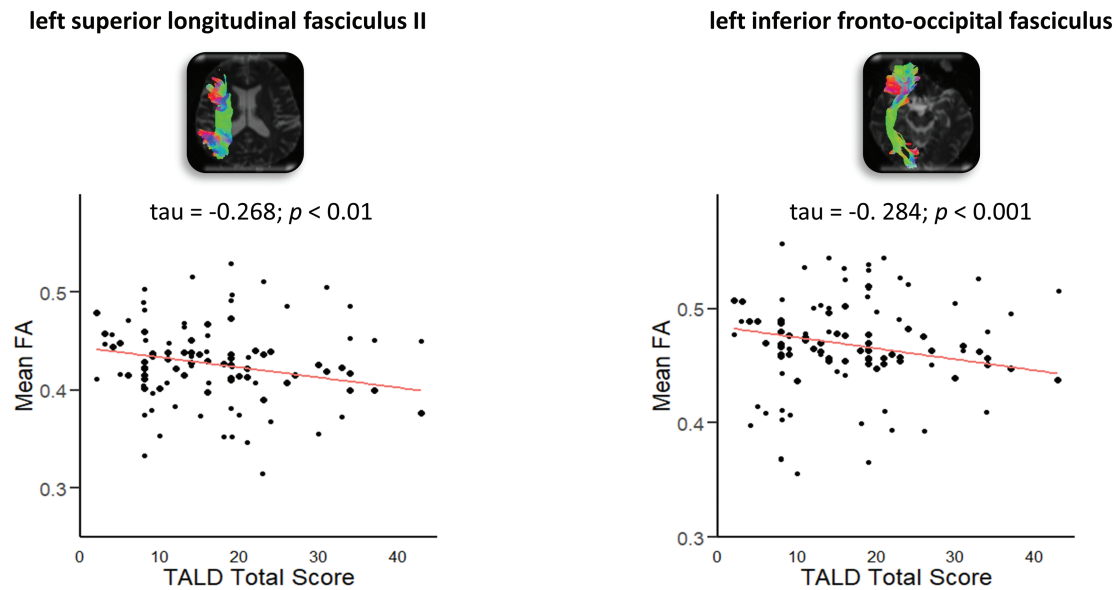 left superior longitudinal fasciculus II
tau = -0.268; p < 0.01
Mean FA
0.5
0.4
0.3
0
10
20
30
40
TALD Total Score
left inferior fronto-occipital fasciculus
tau = -0. 284; p < 0.001
Mean FA
0.5
0.4
0.3
0
10
20
30
40
TALD Total Score